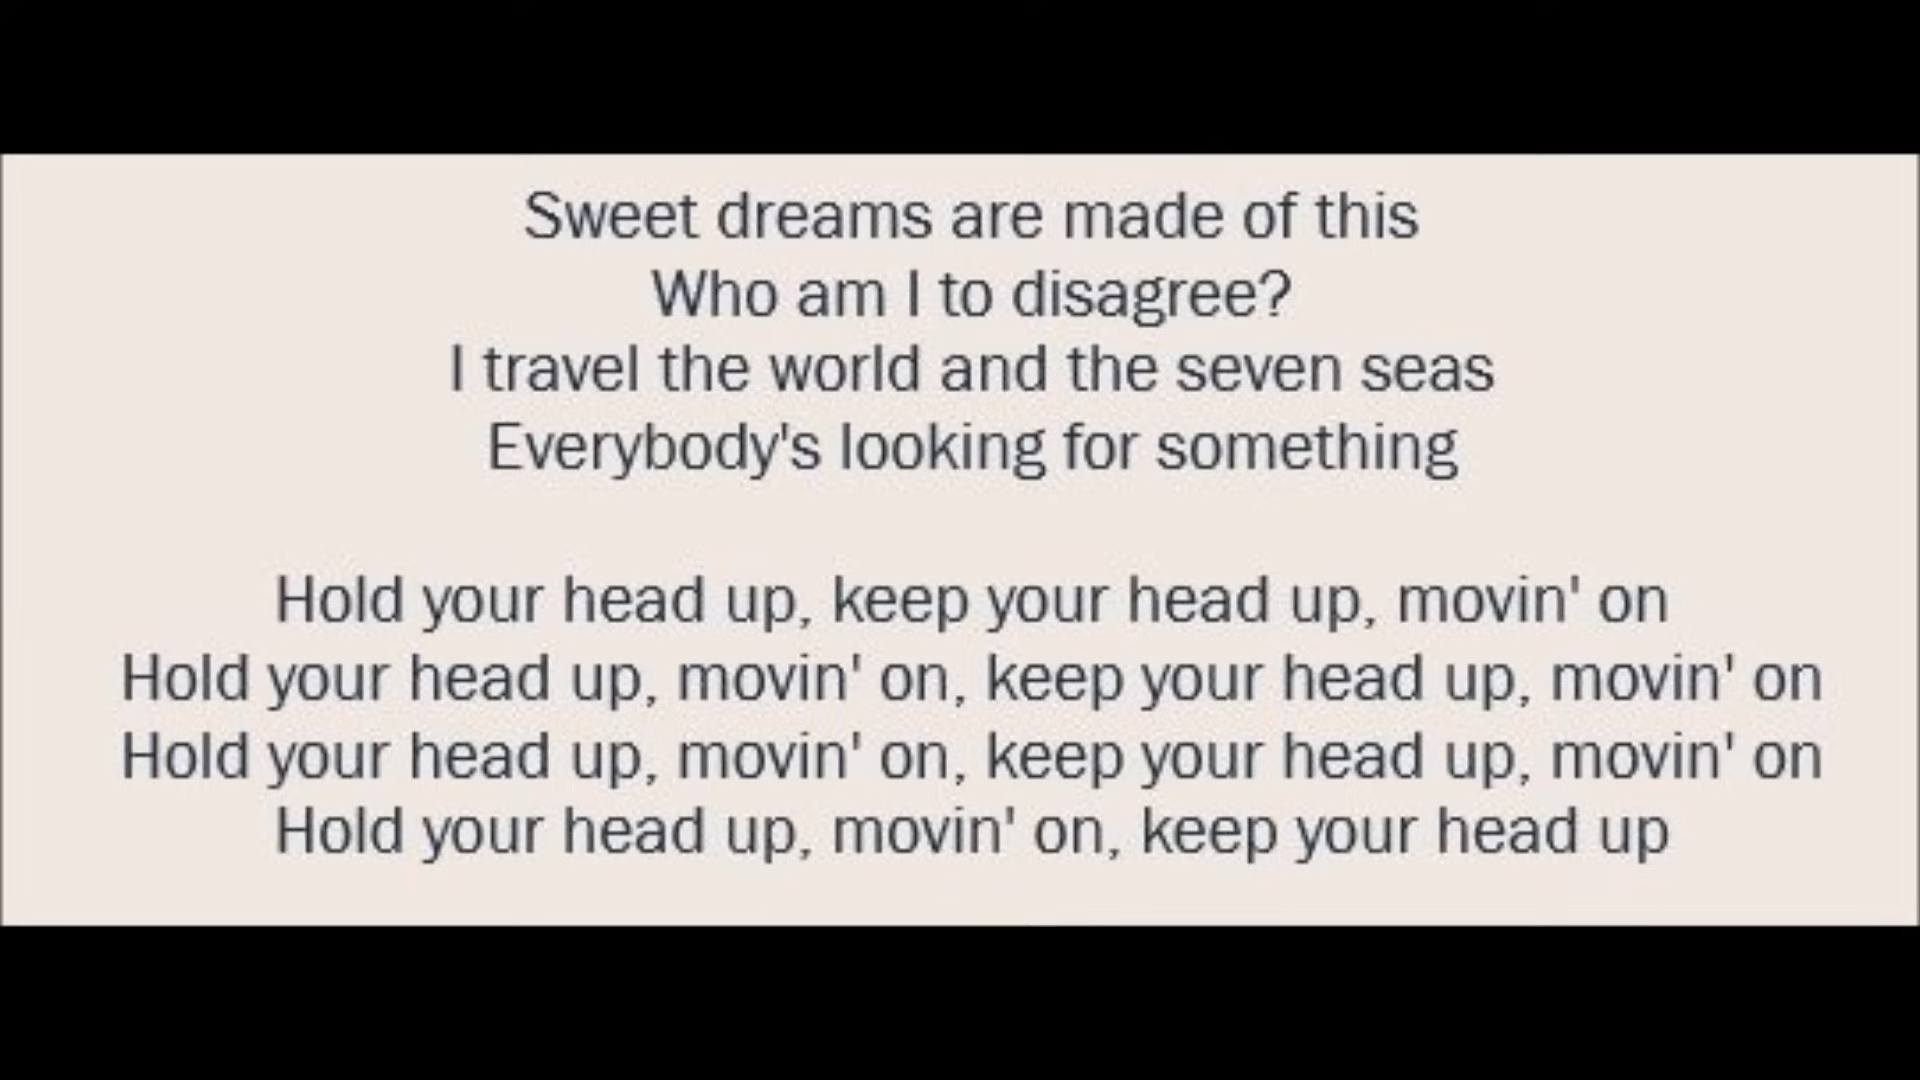 Sweet dreams are made of this
Who am I to disagree?
I travel the world and the seven seas
Everybody's looking for something
Hold your head up, keep your head up, movin' on
Hold your head up, movin' on, keep your head up, movin' on
Hold your head up, movin' on, keep your head up, movin' on
Hold your head up, movin' on, keep your head up